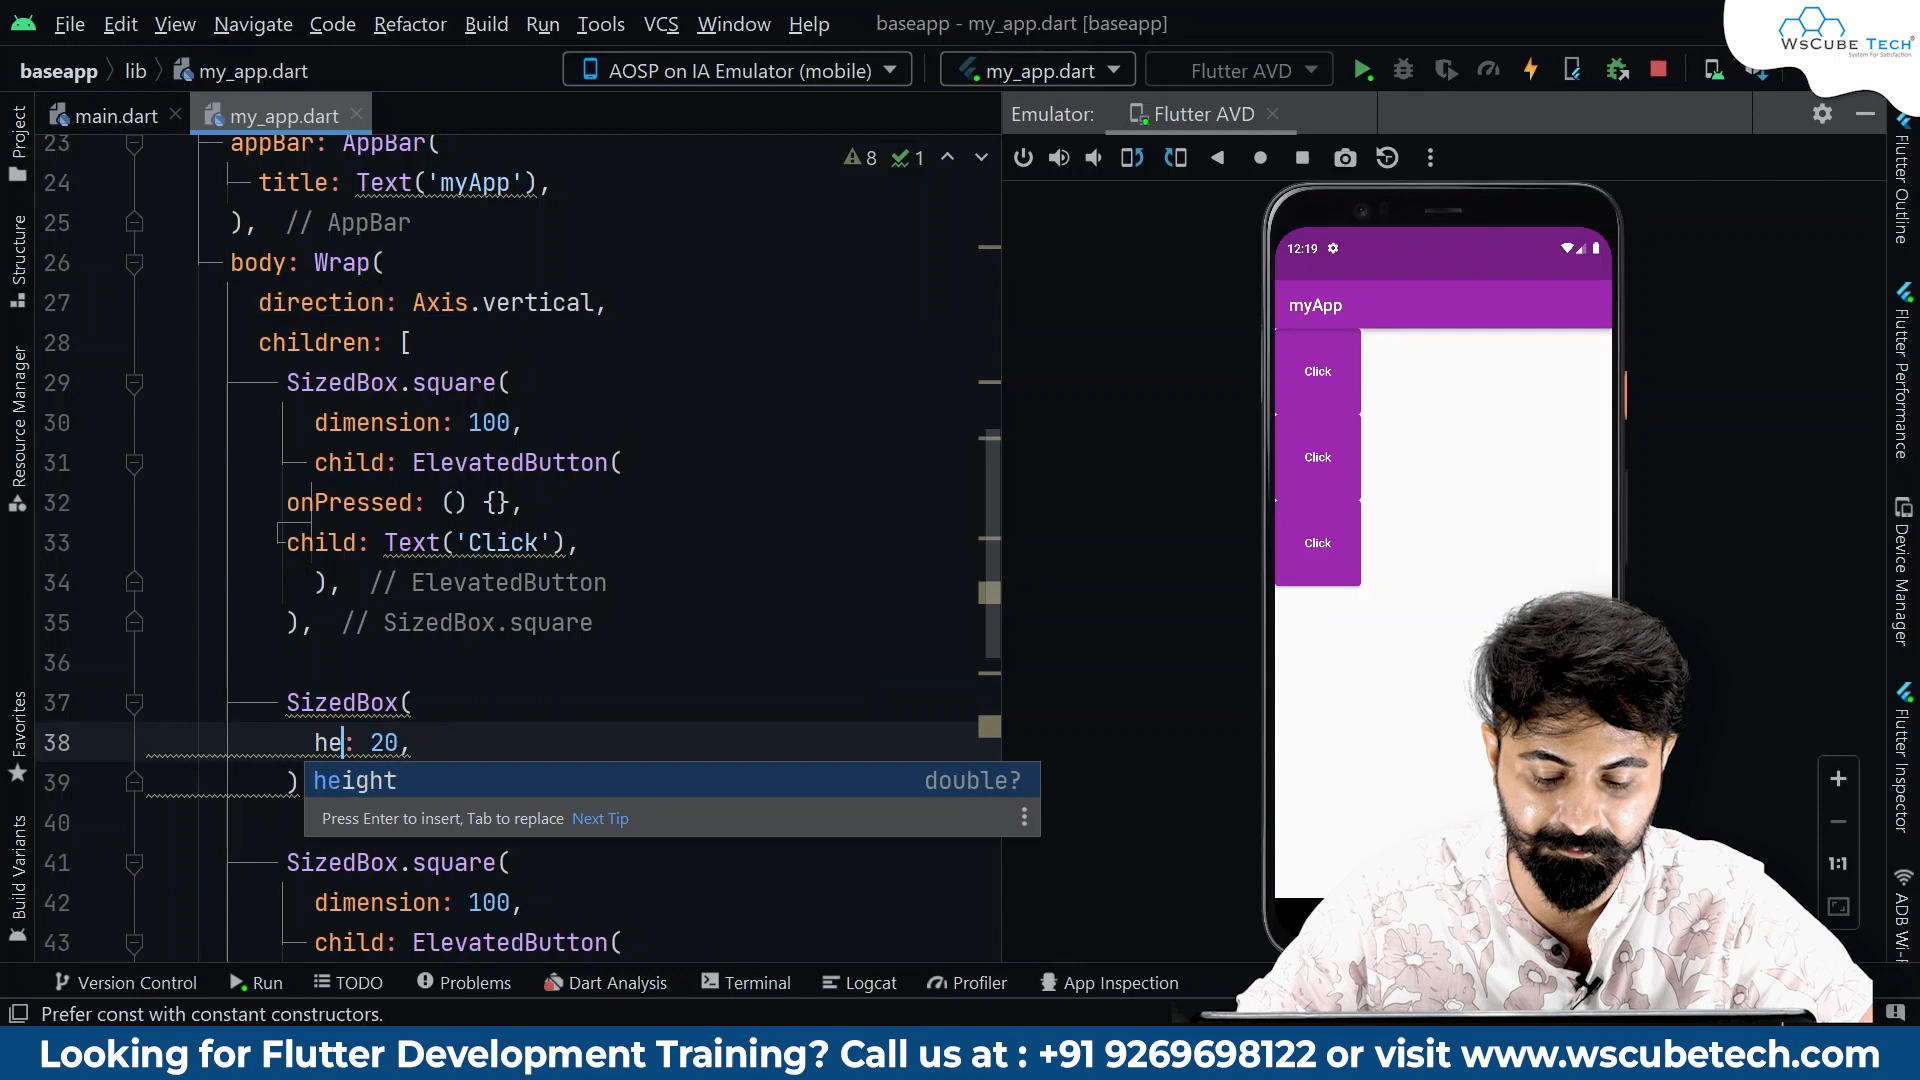 File Edit View Navigate Code Refactor Build Run Tools VCS Window Help baseapp - my_app.dart [baseapp]
WsCube Tech
baseapp lib my_app.dart AOSP on IA Emulator (mobile) my_app.dart Flutter AVD
main.dart my_app.dart Emulator: Flutter AVD
23 appBar: AppBar(
8 1
24 title: Text('myApp'),
25 ), // AppBar
26 body: Wrap(
27 direction: Axis.vertical,
28 children: [
29 SizedBox.square(
30 dimension: 100,
31 child: ElevatedButton(
32 onPressed: () {},
33 child: Text('Click'),
34 ), // ElevatedButton
35 ), // SizedBox.square
36
37 SizedBox(
38 he: 20,
39 )
height double?
Press Enter to insert, Tab to replace Next Tip
40
41 SizedBox.square(
42 dimension: 100,
43 child: ElevatedButton(
12:19
myApp
Click
Click
Click
1:1
Project
Structure
Resource Manager
Favorites
Build Variants
Flutter Outline
Flutter Performance
Device Manager
Flutter Inspector
Version Control Run TODO Problems Dart Analysis Terminal Logcat Profiler App Inspection
Prefer const with constant constructors.
Looking for Flutter Development Training? Call us at : +91 9269698122 or visit www.wscubetech.com